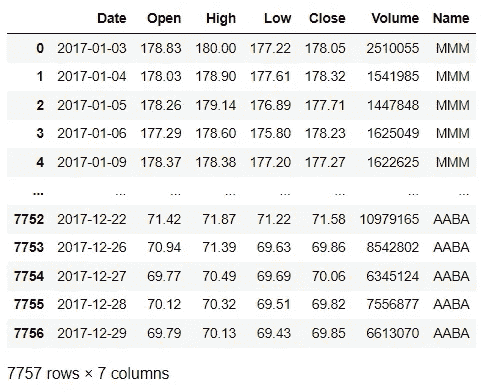 Date Open High Low Close Volume Name
0 2017-01-03 178.83 180.00 177.22 178.05 2510055 MMM
1 2017-01-04 178.03 178.90 177.61 178.32 1541985 MMM
2 2017-01-05 178.26 179.14 176.89 177.71 1447848 MMM
3 2017-01-06 177.29 178.60 175.80 178.23 1625049 MMM
4 2017-01-09 178.37 178.38 177.20 177.27 1622625 MMM
... ... ... ... ... ... ... ...
7752 2017-12-22 71.42 71.87 71.22 71.58 10979165 AABA
7753 2017-12-26 70.94 71.39 69.63 69.86 8542802 AABA
7754 2017-12-27 69.77 70.49 69.69 70.06 6345124 AABA
7755 2017-12-28 70.12 70.32 69.51 69.82 7556877 AABA
7756 2017-12-29 69.79 70.13 69.43 69.85 6613070 AABA
7757 rows × 7 columns